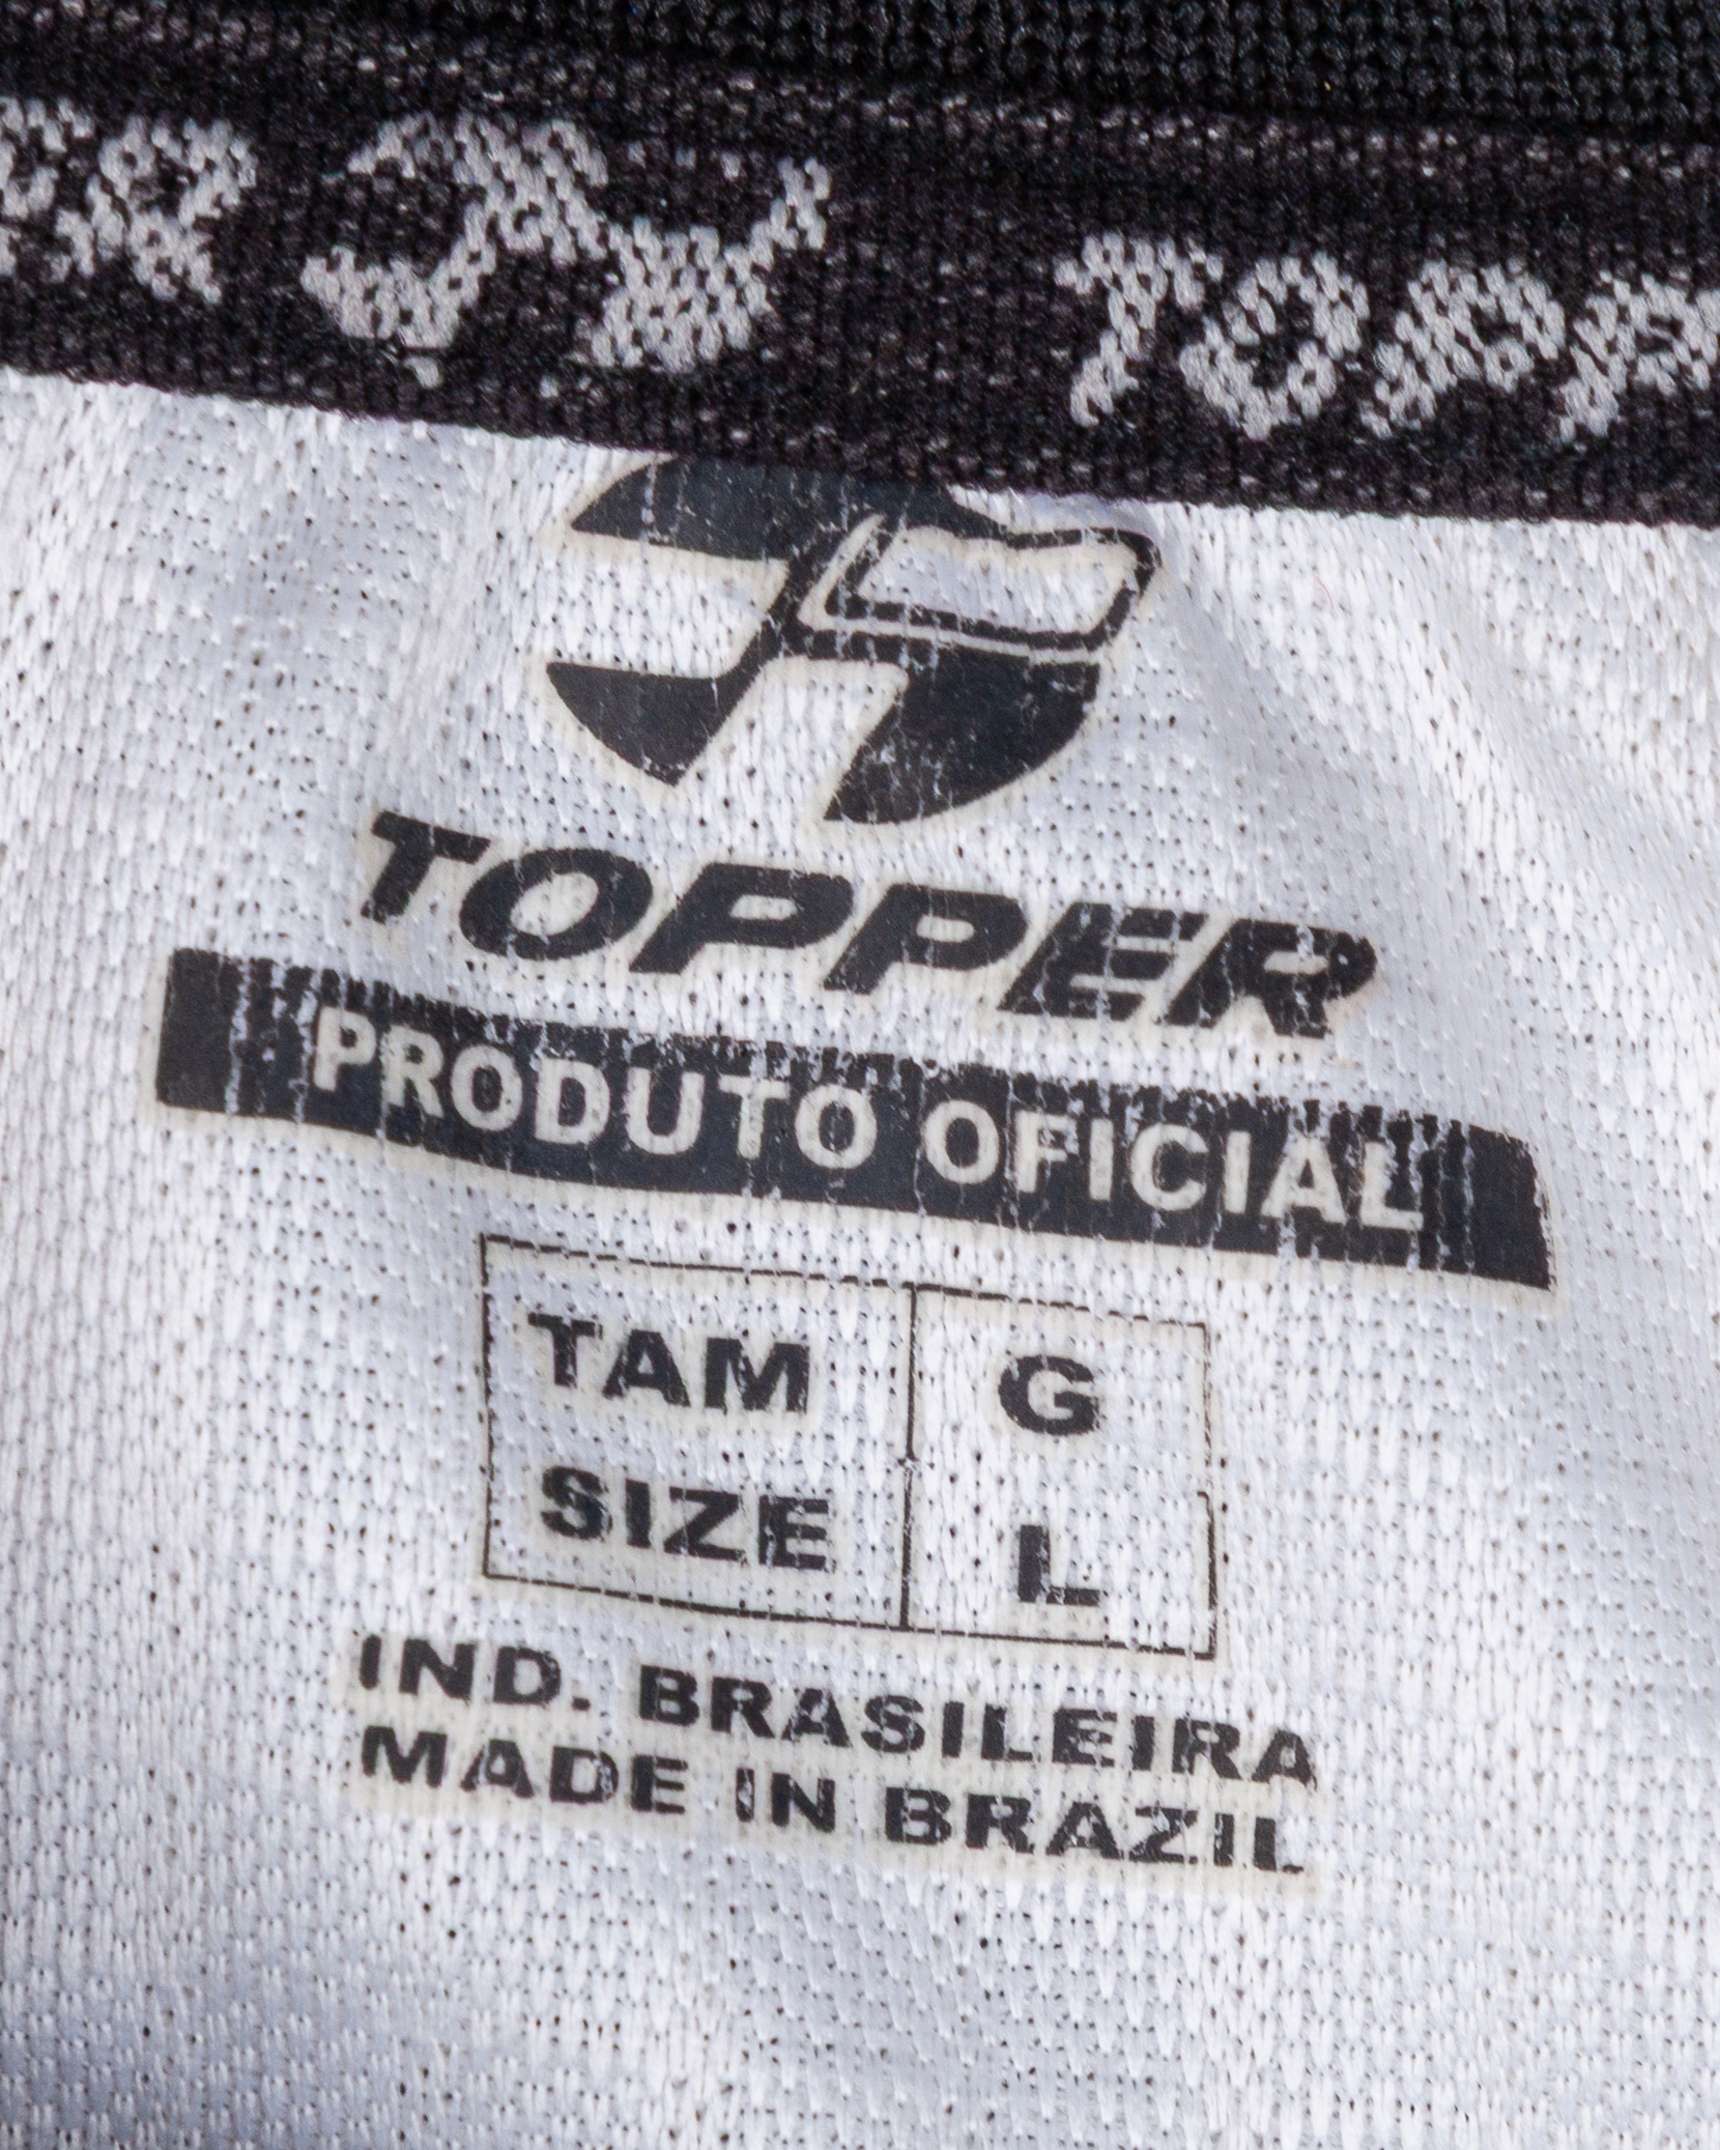 TOPPER
PRODUTO OFICIAL
TAM G
SIZE L
IND. BRASILEIRA
MADE IN BRAZIL